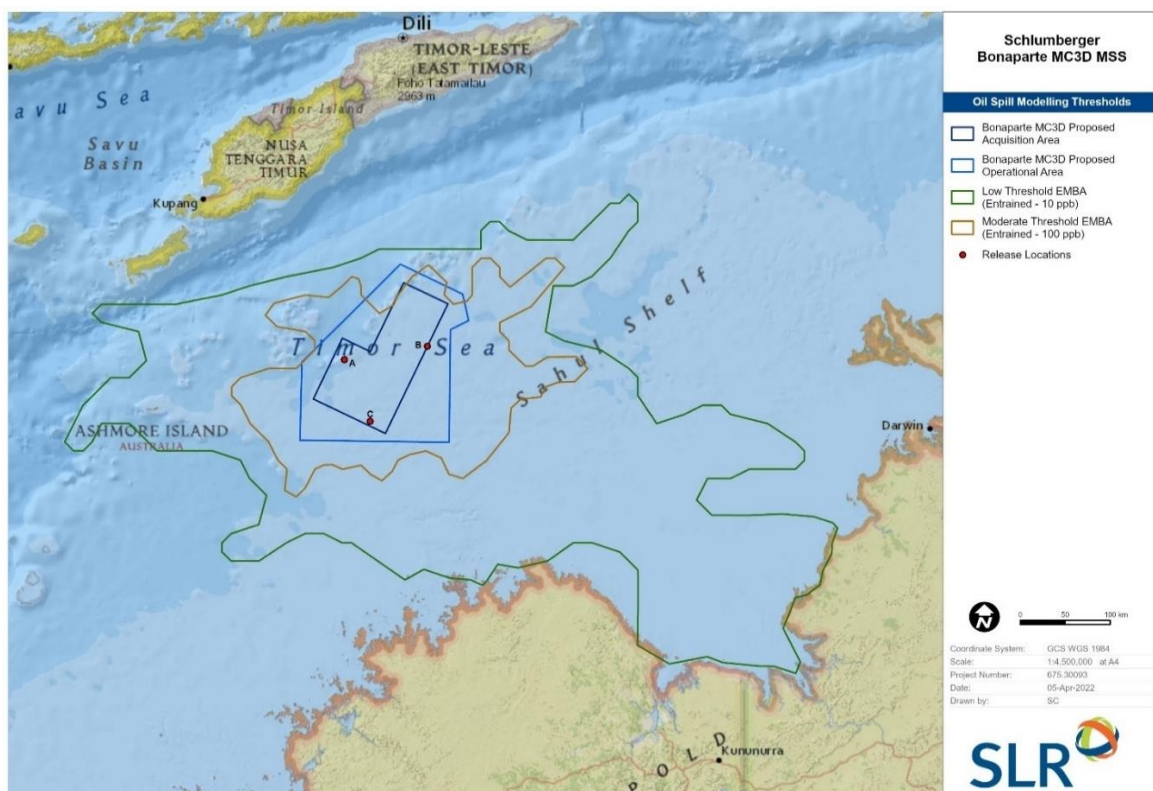 Dili
TIMOR-LESTE
(EAST TIMOR)
Foho Tatamailau
2963 m
avu Sea
Timor Island
Savu
Basin
NUSA
TENGGARA
TIMUR
Kupang
Timor Sea
Sahul Shelf
A
B
C
ASHMORE ISLAND
AUSTRALIA
Darwin
Kununurra
POLD
Schlumberger
Bonaparte MC3D MSS
Oil Spill Modelling Thresholds
Bonaparte MC3D Proposed
Acquisition Area
Bonaparte MC3D Proposed
Operational Area
Low Threshold EMBA
(Entrained - 10 ppb)
Moderate Threshold EMBA
(Entrained - 100 ppb)
Release Locations
N
0 50 100 km
Coordinate System: GCS WGS 1984
Scale: 1:4,500,000 at A4
Project Number: 675.30093
Date: 05-Apr-2022
Drawn by: SC
SLR